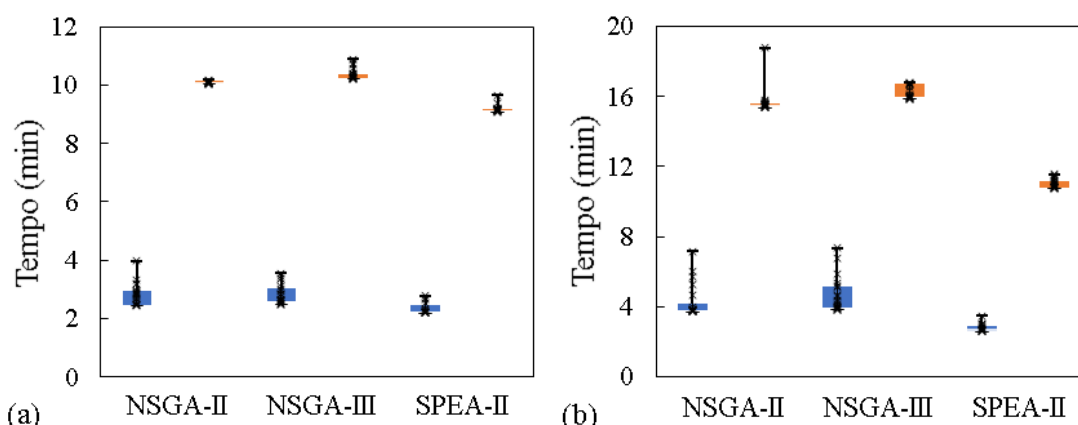 Tempo (min)
12
10
8
6
4
2
0
NSGA-II NSGA-III SPEA-II
(a)
Tempo (min)
20
16
12
8
4
0
NSGA-II NSGA-III SPEA-II
(b)